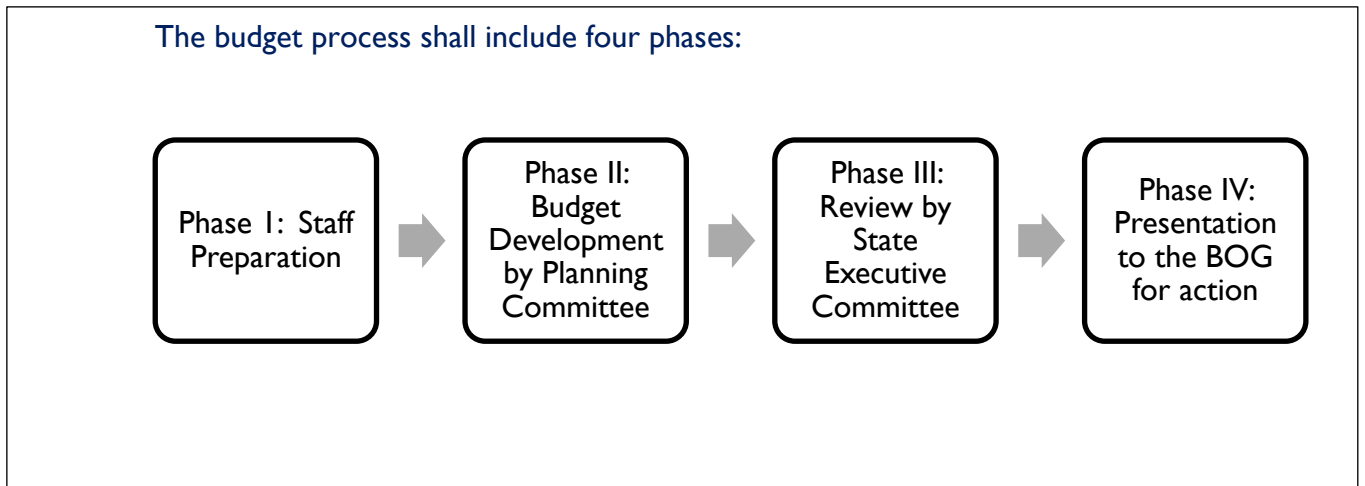 The budget process shall include four phases:
Phase I: Staff
Preparation
Phase II:
Budget
Development
by Planning
Committee
Phase III:
Review by
State
Executive
Committee
Phase IV:
Presentation
to the BOG
for action